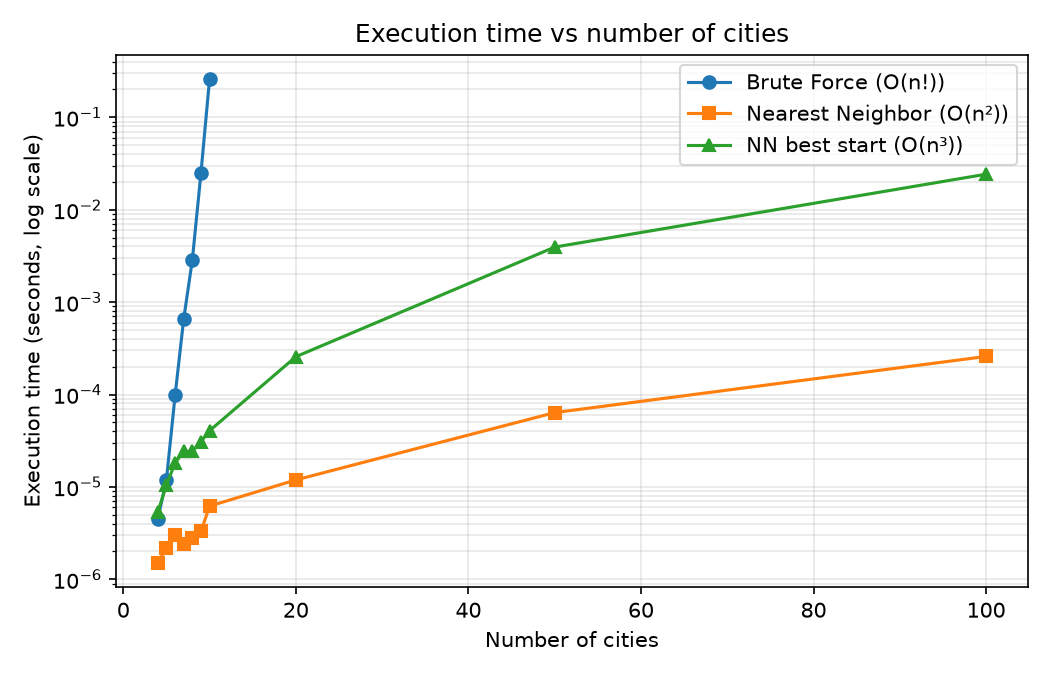 Execution time vs number of cities
Brute Force (O(n!))
Nearest Neighbor (O(n²))
NN best start (O(n³))
Execution time (seconds, log scale)
10⁻¹
10⁻²
10⁻³
10⁻⁴
10⁻⁵
10⁻⁶
0 20 40 60 80 100
Number of cities